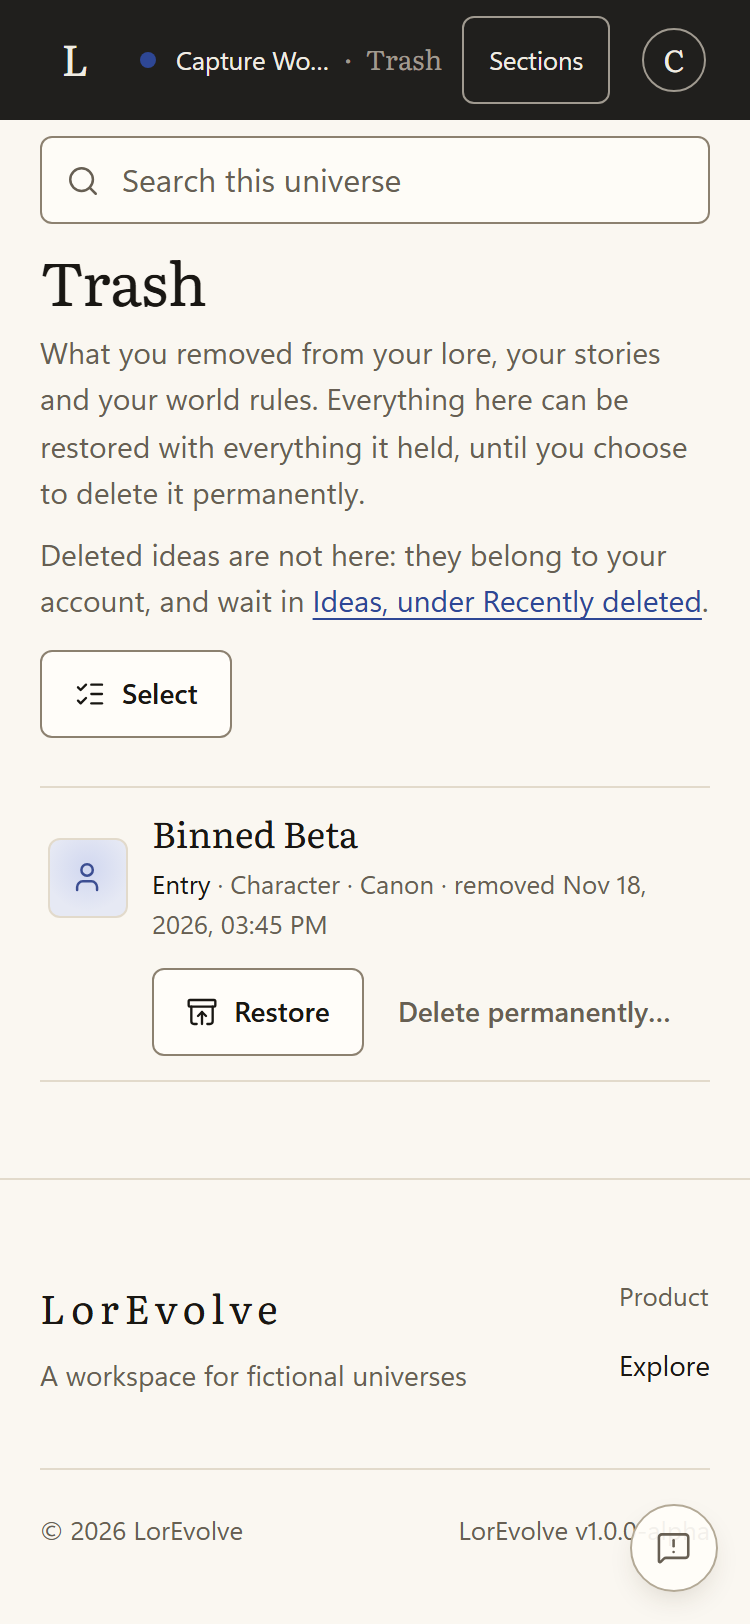 L Capture Wo... · Trash Sections C
Search this universe
Trash
What you removed from your lore, your stories
and your world rules. Everything here can be
restored with everything it held, until you choose
to delete it permanently.
Deleted ideas are not here: they belong to your
account, and wait in Ideas, under Recently deleted.
Select
Binned Beta
Entry · Character · Canon · removed Nov 18,
2026, 03:45 PM
Restore Delete permanently...
LorEvolve
Product
A workspace for fictional universes
Explore
© 2026 LorEvolve LorEvolve v1.0.0-alpha